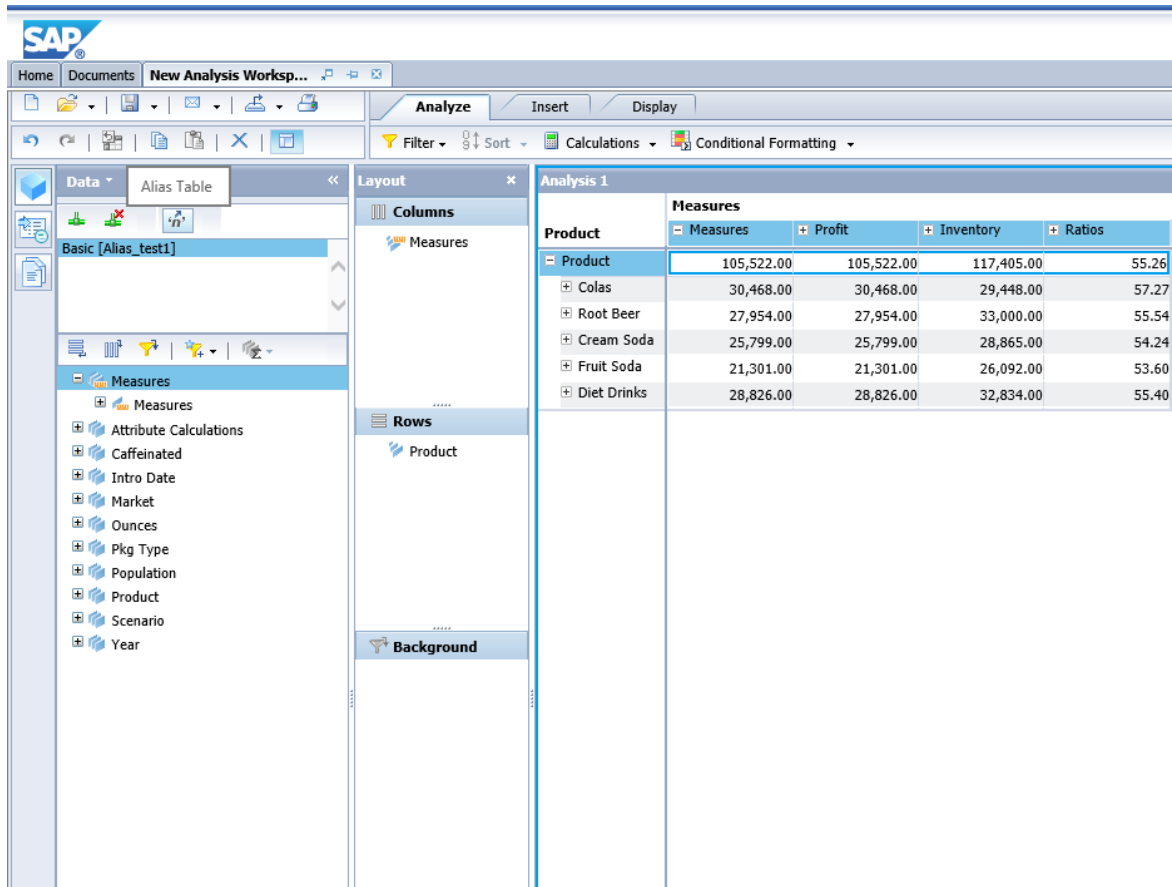 SAP®
Home Documents New Analysis Worksp...
Analyze Insert Display
Filter Sort Calculations Conditional Formatting
Data
Alias Table
Basic [Alias_test1]
Measures
Measures
Attribute Calculations
Caffeinated
Intro Date
Market
Ounces
Pkg Type
Population
Product
Scenario
Year
Layout
Columns
Measures
Rows
Product
Background
Analysis 1
Measures
Product Measures Profit Inventory Ratios
Product 105,522.00 105,522.00 117,405.00 55.26
Colas 30,468.00 30,468.00 29,448.00 57.27
Root Beer 27,954.00 27,954.00 33,000.00 55.54
Cream Soda 25,799.00 25,799.00 28,865.00 54.24
Fruit Soda 21,301.00 21,301.00 26,092.00 53.60
Diet Drinks 28,826.00 28,826.00 32,834.00 55.40